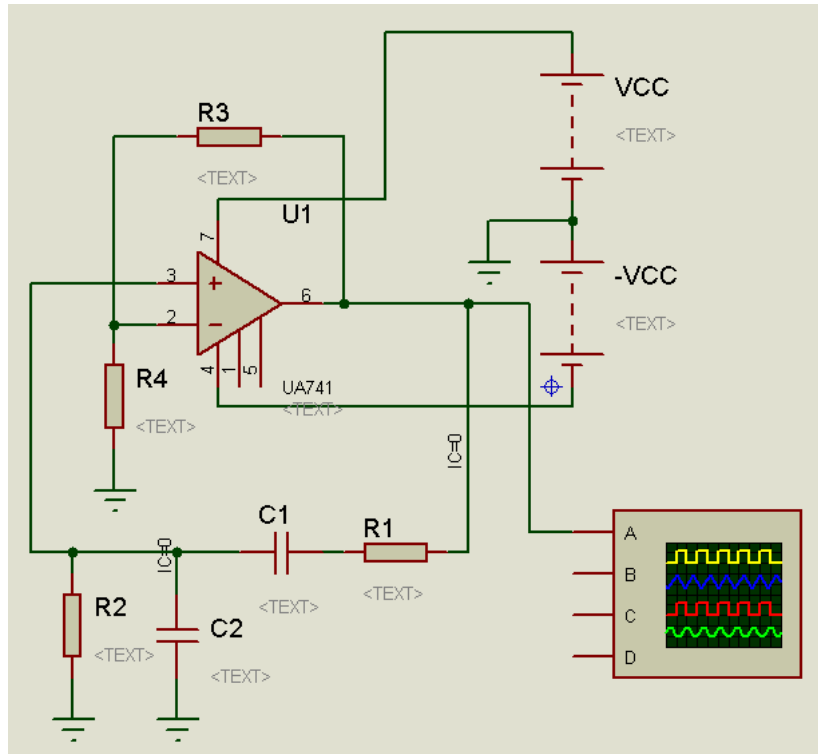 VCC
<TEXT>
R3
<TEXT>
U1
7
3
+
6
2
−
-VCC
<TEXT>
4
1
5
R4
<TEXT>
UA741
<TEXT>
IC=0
C1
<TEXT>
R1
<TEXT>
IC=0
A
B
C
D
R2
<TEXT>
C2
<TEXT>